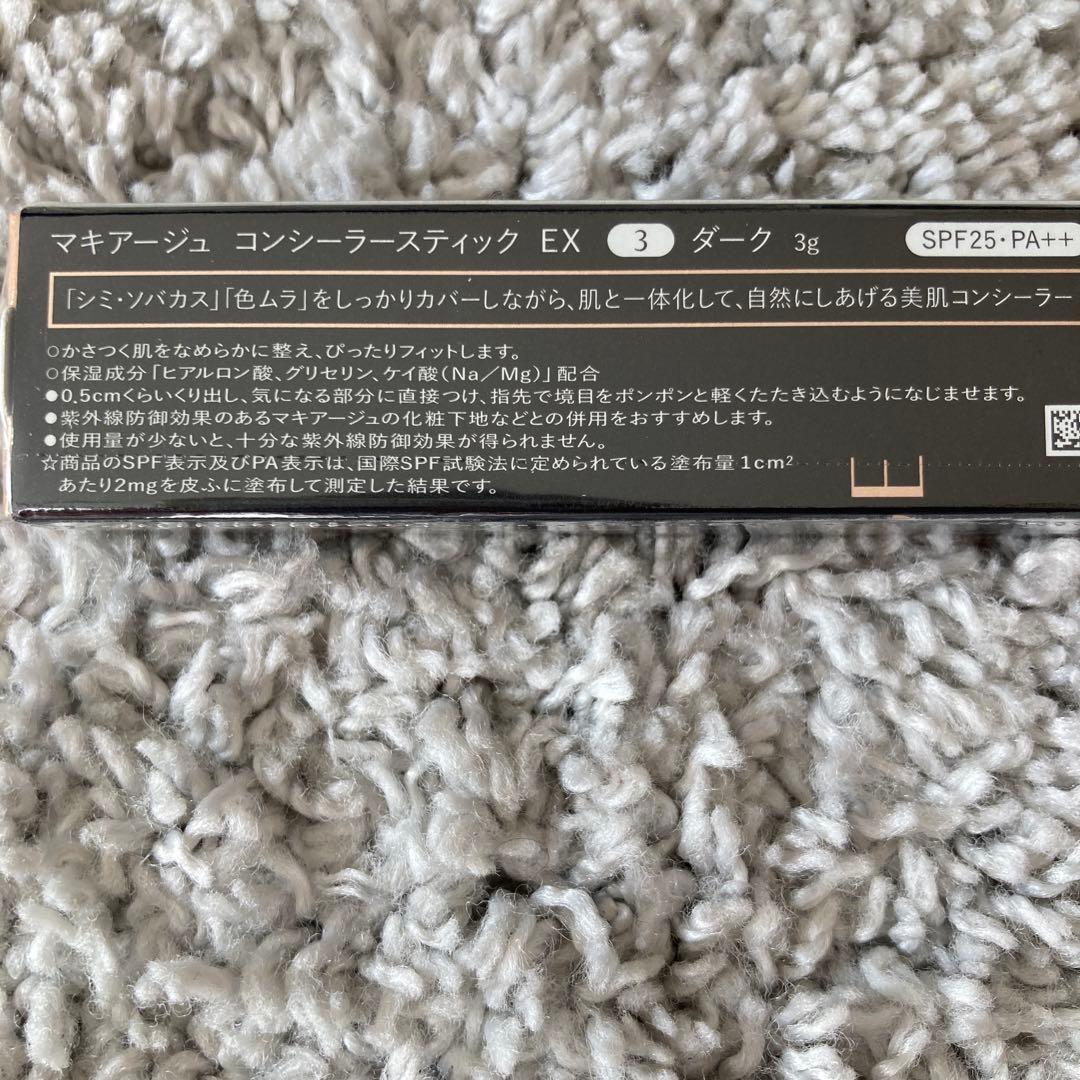 マキアージュ コンシーラースティック EX 3 ダーク 3g SPF25・PA++
「シミ・ソバカス」「色ムラ」をしっかりカバーしながら、肌と一体化して、自然にしあげる美肌コンシーラー
○かさつく肌をなめらかに整え、ぴったりフィットします。
○保湿成分「ヒアルロン酸、グリセリン、ケイ酸(Na/Mg)」配合
●0.5cmくらいくり出し、気になる部分に直接つけ、指先で境目をポンポンと軽くたたき込むようになじませます。
●紫外線防御効果のあるマキアージュの化粧下地などとの併用をおすすめします。
●使用量が少ないと、十分な紫外線防御効果が得られません。
☆商品のSPF表示及びPA表示は、国際SPF試験法に定められている塗布量1cm²
あたり2mgを皮ふに塗布して測定した結果です。